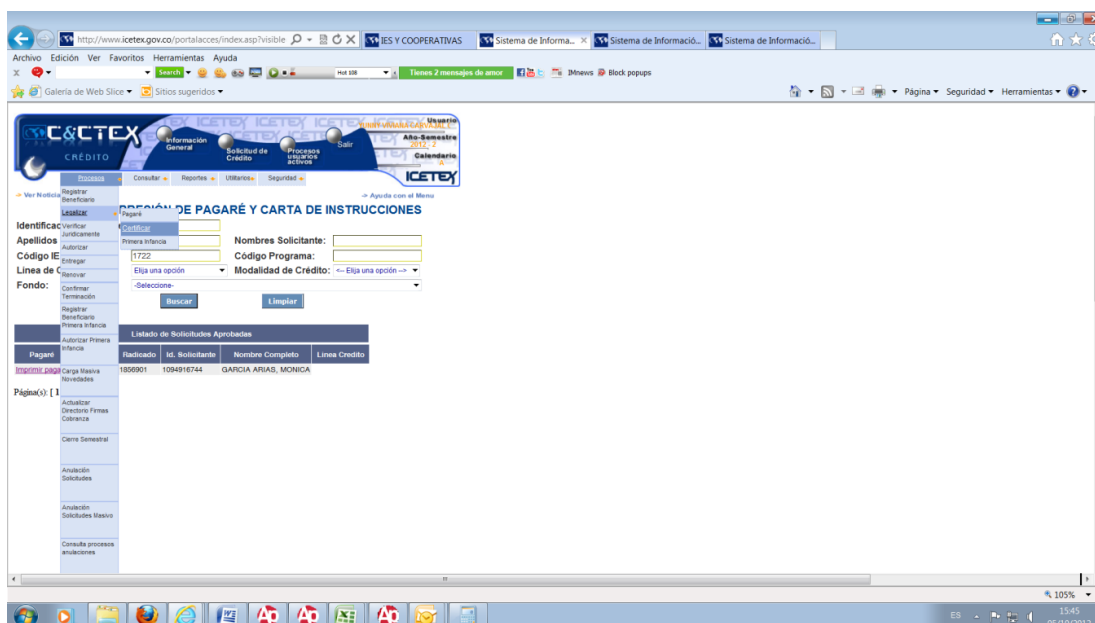 http://www.icetex.gov.co/portalacces/index.asp?visible
IES Y COOPERATIVAS
Sistema de Informa...
Sistema de Informació...
Sistema de Informació...
Archivo Edición Ver Favoritos Herramientas Ayuda
Search
Hot 108
Tienes 2 mensajes de amor
IMnews
Block popups
Galería de Web Slice
Sitios sugeridos
Página Seguridad Herramientas
C&CTEX
CRÉDITO
Información General
Solicitud de Crédito
Procesos usuarios activos
Salir
Usuario
Año-Semestre
2012 - 2
Calendario
A
ICETEX
Procesos Consultar Reportes Utilitarios Seguridad
-> Ver Noticia
-> Ayuda con el Menu
DE PAGARÉ Y CARTA DE INSTRUCCIONES
Identificac
Apellidos
Nombres Solicitante:
Código IE
1722
Código Programa:
Línea de C
Elija una opción
Modalidad de Crédito:
<-- Elija una opción -->
Fondo:
-Seleccione-
Buscar
Limpiar
Registrar Beneficiario
Legalizar
Verificar Juridicamente
Autorizar
Entregar
Renovar
Confirmar Terminación
Registrar Beneficiario Primera Infancia
Autorizar Primera Infancia
Carga Masiva Novedades
Actualizar Directorio Firmas Cobranza
Cierre Semestral
Anulación Solicitudes
Anulación Solicitudes Masivo
Consulta procesos anulaciones
Pagaré
Certificar
Primera Infancia
Listado de Solicitudes Aprobadas
Pagaré
Radicado
Id. Solicitante
Nombre Completo
Linea Credito
Imprimir paga
1856901
1094916744
GARCIA ARIAS, MONICA
Página(s): [ 1
105%
ES
15:45
05/10/2012